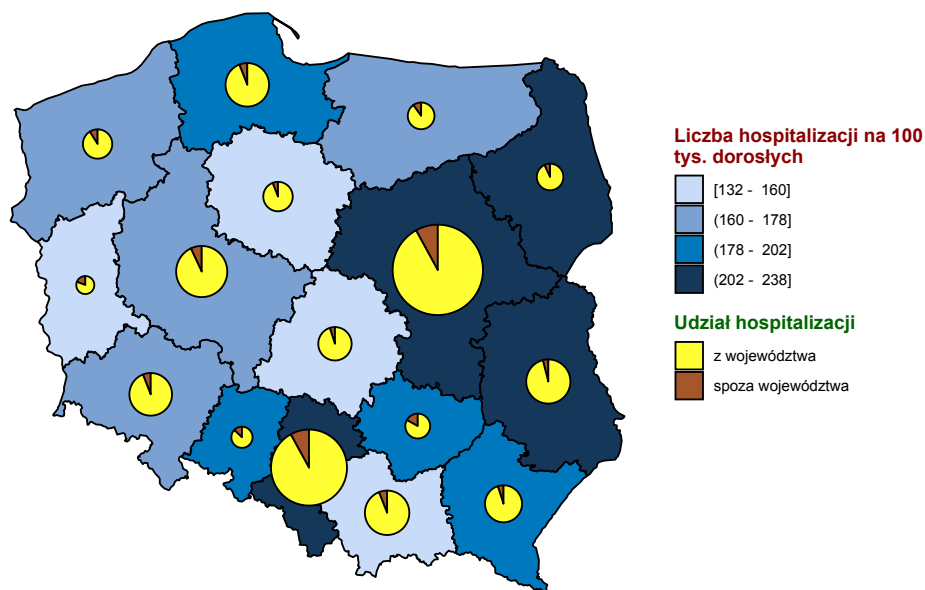 Liczba hospitalizacji na 100
tys. dorosłych
[132 - 160]
(160 - 178]
(178 - 202]
(202 - 238]
Udział hospitalizacji
z województwa
spoza województwa